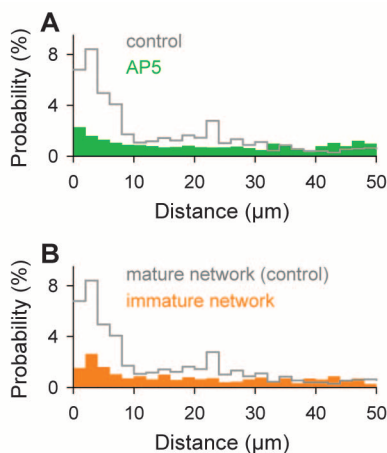 A
control
AP5
Probability (%)
8
4
0
0 10 20 30 40 50
Distance (μm)
B
mature network (control)
immature network
Probability (%)
8
4
0
0 10 20 30 40 50
Distance (μm)